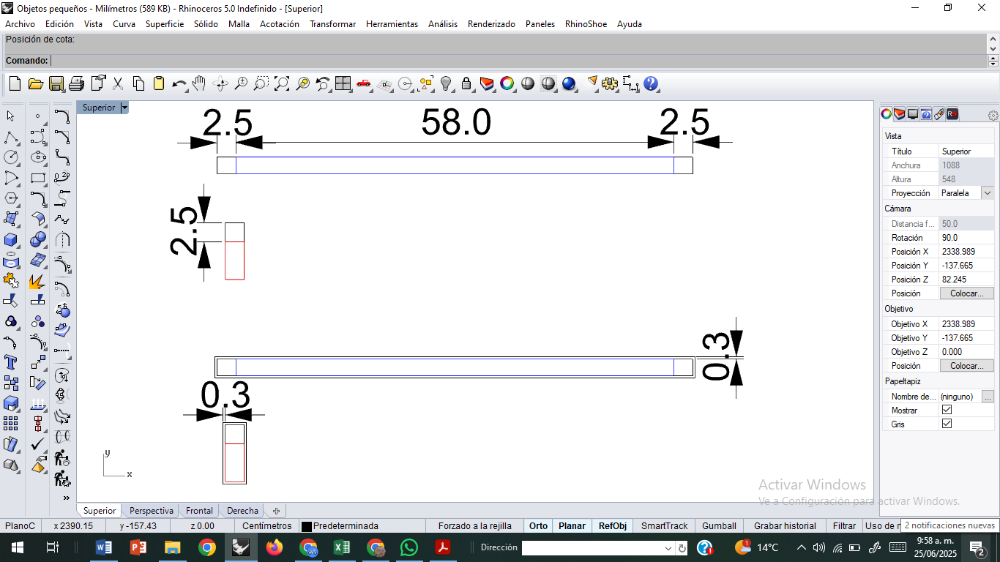 Objetos pequeños - Milímetros (589 KB) - Rhinoceros 5.0 Indefinido - [Superior]
Archivo Edición Vista Curva Superficie Sólido Malla Acotación Transformar Herramientas Análisis Renderizado Paneles RhinoShoe Ayuda
Posición de cota:
Comando:
Superior
2.5 58.0 2.5
2.5
0.3
0.3
y
x
Vista
Título Superior
Anchura 1088
Altura 548
Proyección Paralela
Cámara
Distancia f... 50.0
Rotación 90.0
Posición X 2338.989
Posición Y -137.665
Posición Z 82.245
Posición Colocar...
Objetivo
Objetivo X 2338.989
Objetivo Y -137.665
Objetivo Z 0.000
Posición Colocar...
Papeltapiz
Nombre de... (ninguno) ...
Mostrar
Gris
Activar Windows
Ve a Configuración para activar Windows.
Superior Perspectiva Frontal Derecha
PlanoC x 2390.15 y -157.43 z 0.00 Centímetros Predeterminada Forzado a la rejilla Orto Planar RefObj SmartTrack Gumball Grabar historial Filtrar Uso de
2 notificaciones nuevas
Dirección 14°C 9:58 a. m.
25/06/2025
2